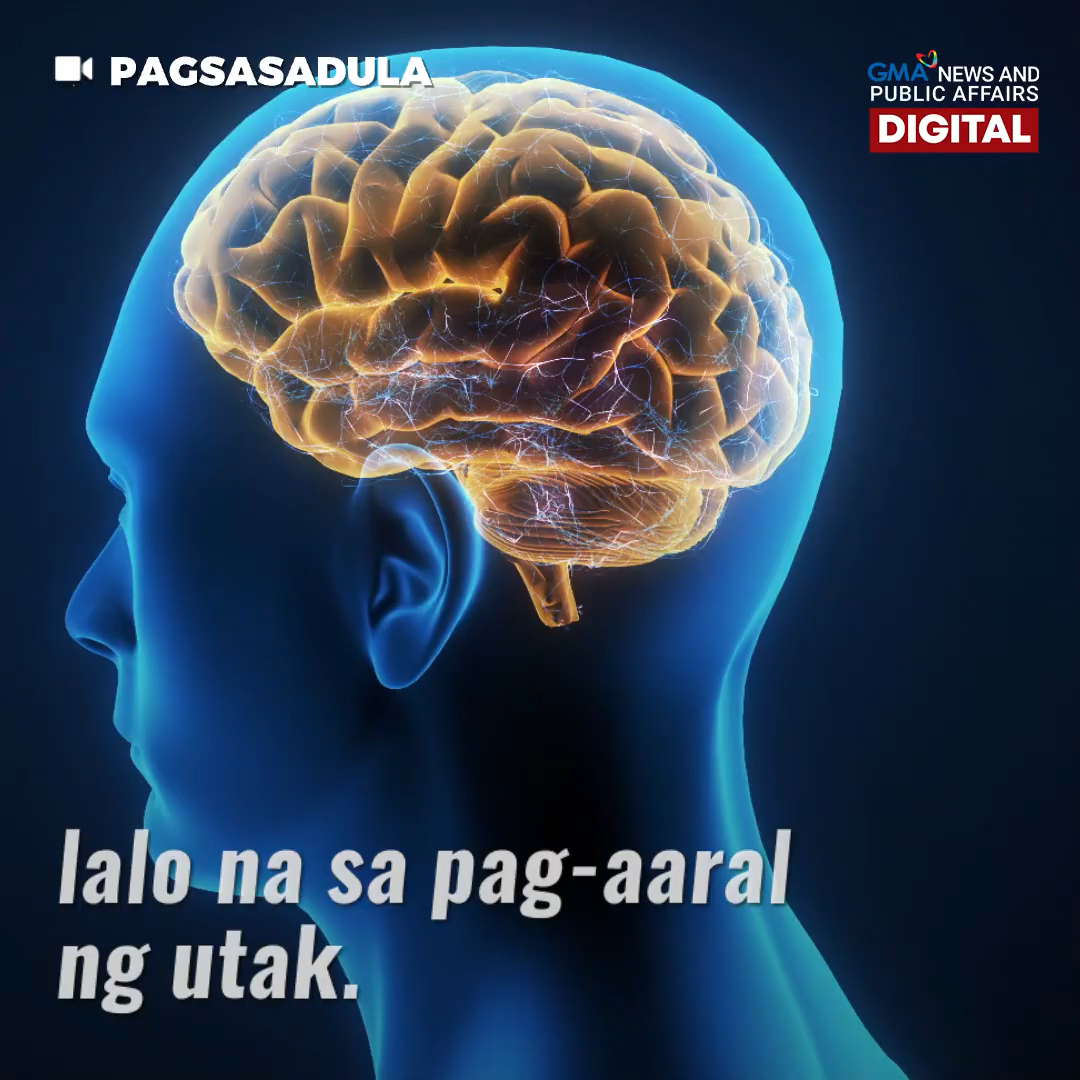 PAGSASADULA
GMA NEWS AND
PUBLIC AFFAIRS
DIGITAL
lalo na sa pag-aaral
ng utak.